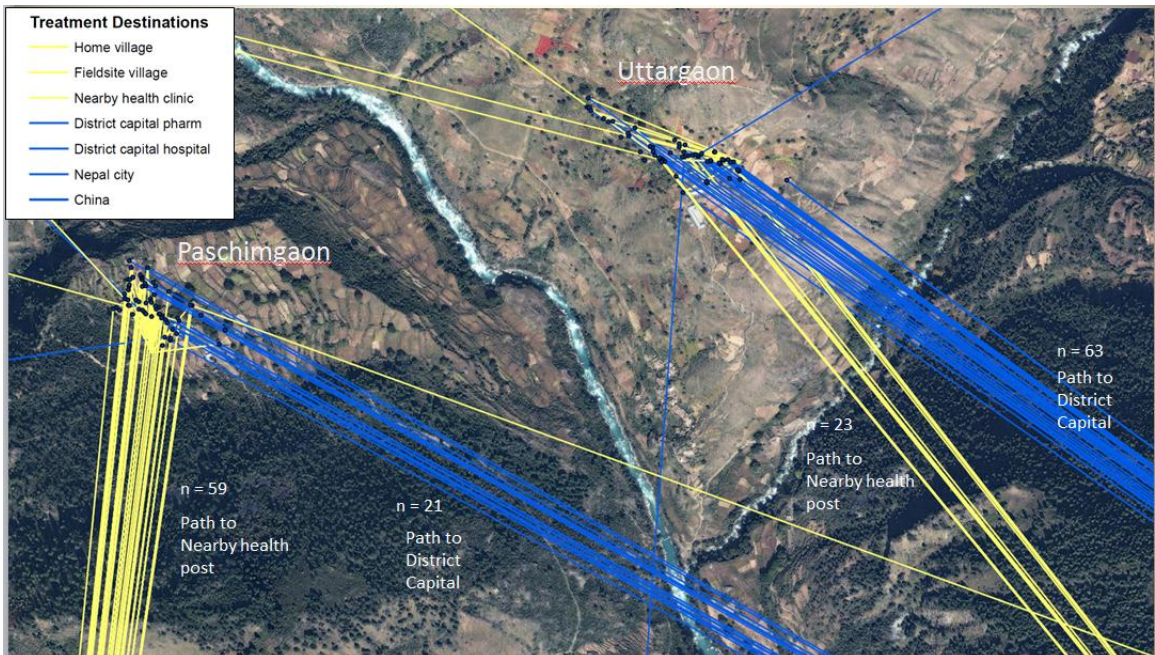 Treatment Destinations
Home village
Fieldsite village
Nearby health clinic
District capital pharm
District capital hospital
Nepal city
China
Uttargaon
Paschimgaon
n = 59
Path to
Nearby health
post
n = 21
Path to
District
Capital
n = 23
Path to
Nearby health
post
n = 63
Path to
District
Capital